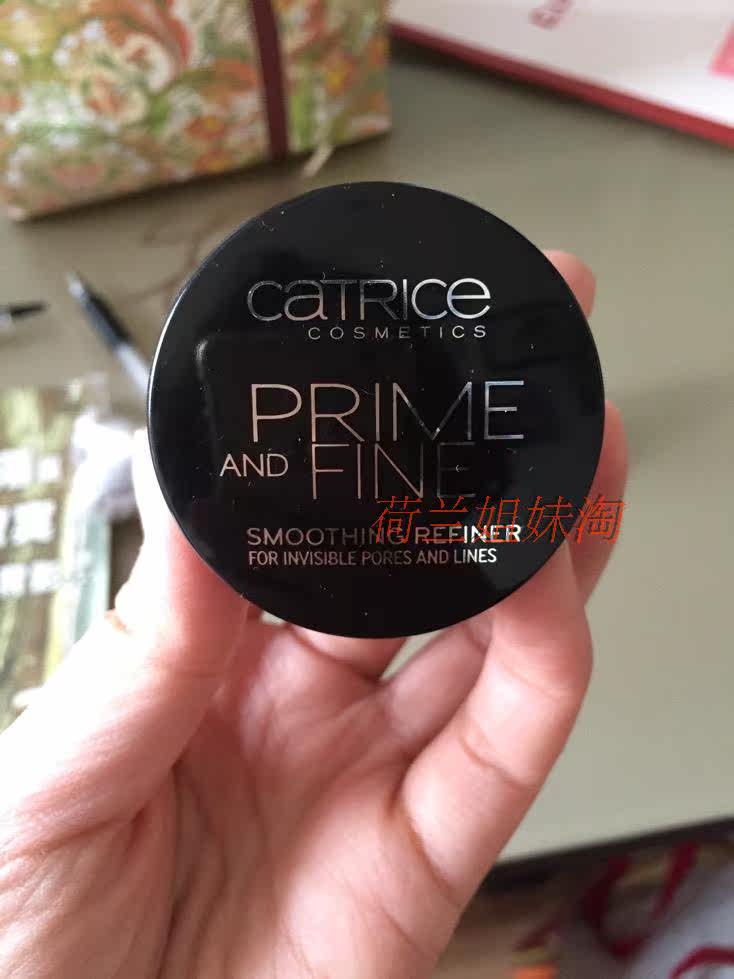 CATRICE
COSMETICS
PRIME
AND FINE
荷兰姐妹淘
SMOOTHING REFINER
FOR INVISIBLE PORES AND LINES